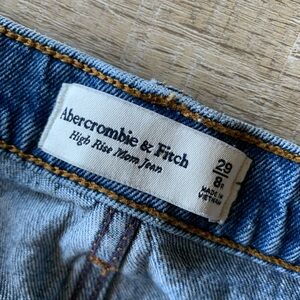 Abercrombie & Fitch
High Rise Mom Jean
29
8R
MADE IN
VIETNAM